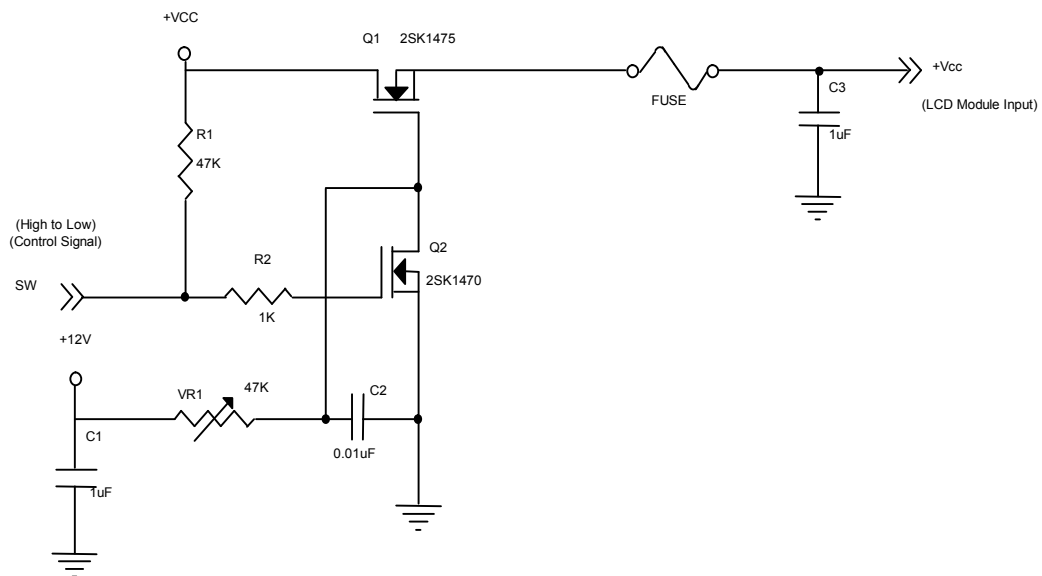 +VCC
Q1 2SK1475
+Vcc
FUSE
C3
(LCD Module Input)
R1
1uF
47K
(High to Low)
(Control Signal)
Q2
R2
SW
2SK1470
1K
+12V
VR1
47K
C2
C1
0.01uF
1uF